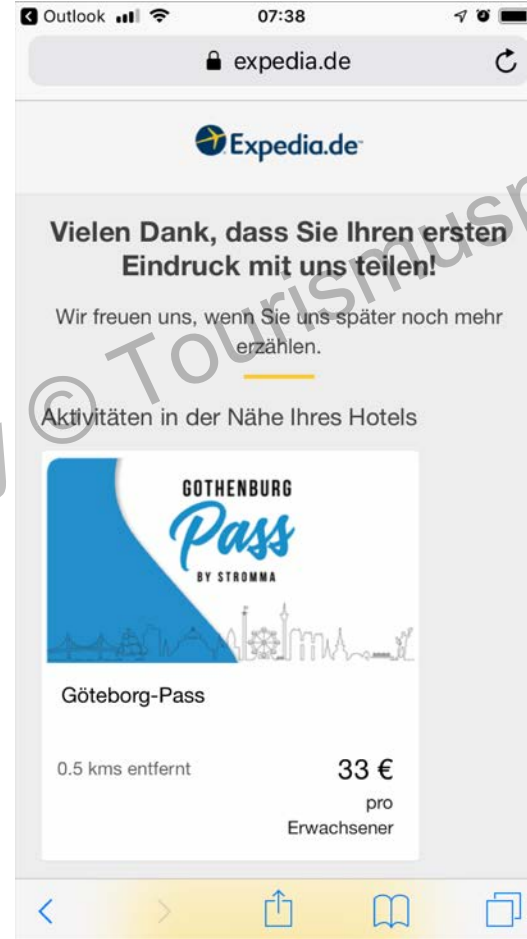 Outlook
07:38
expedia.de
Expedia.de
Vielen Dank, dass Sie Ihren ersten
Eindruck mit uns teilen!
Wir freuen uns, wenn Sie uns später noch mehr
erzählen.
Aktivitäten in der Nähe Ihres Hotels
GOTHENBURG
Pass
BY STROMMA
Göteborg-Pass
0.5 kms entfernt
33 €
pro
Erwachsener